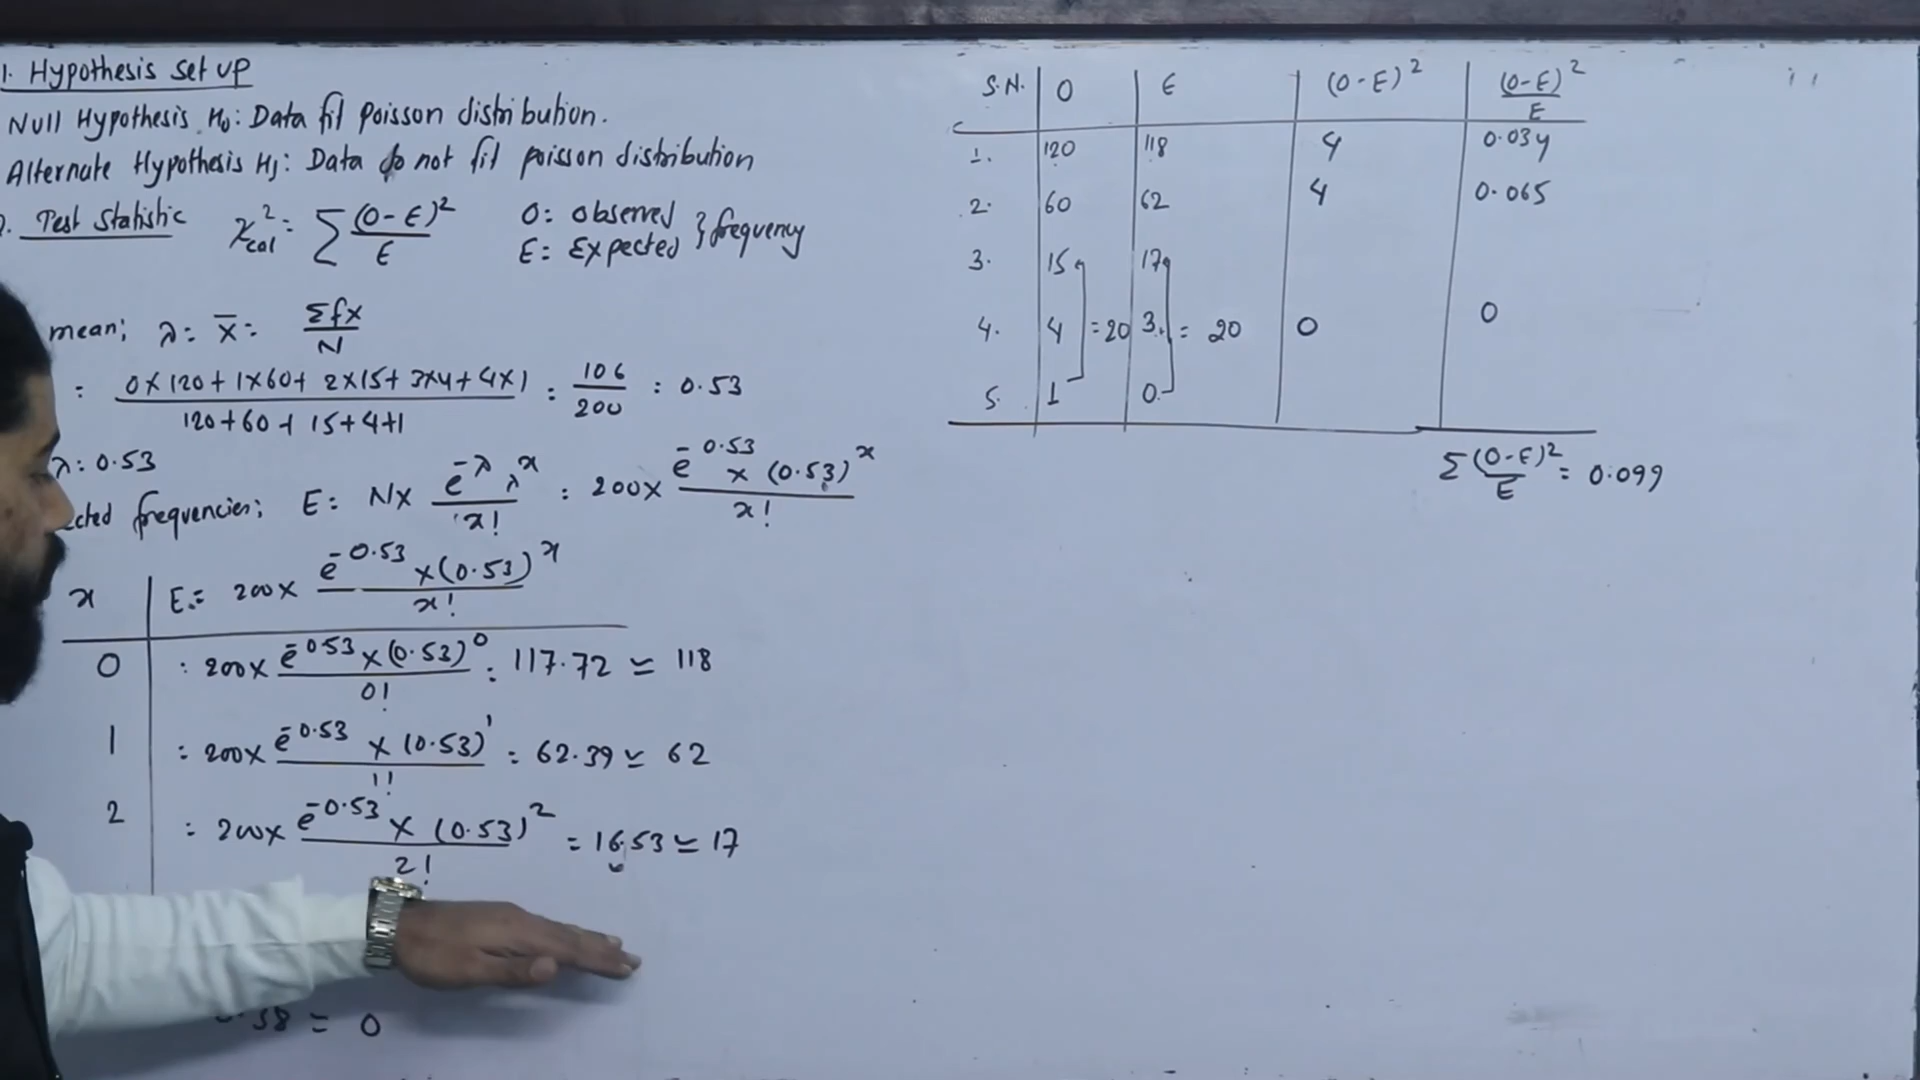 1. Hypothesis set up
Null Hypothesis H₀: Data fit poisson distribution.
Alternate Hypothesis H₁: Data do not fit poisson distribution
Test Statistic χ²cal = Σ (O-E)²/E O: observed E: Expected } frequency
mean; λ = x̄ = Σfx/N
= (0×120+1×60+2×15+3×4+4×1)/(120+60+15+4+1) = 106/200 = 0.53
λ = 0.53
cted frequencies; E = N× e^-λ λ^x / x! = 200× e^-0.53 × (0.53)^x / x!
x | E = 200× e^-0.53 ×(0.53)^x / x!
0 = 200× e^-0.53 ×(0.53)^0 / 0! = 117.72 ≃ 118
1 = 200× e^-0.53 × (0.53)^1 / 1! = 62.39 ≃ 62
2 = 200× e^-0.53 × (0.53)^2 / 2! = 16.53 ≃ 17
38 = 0
S.N. O E (O-E)² (O-E)²/E
1. 120 118 4 0.034
2. 60 62 4 0.065
3. 15 17
4. 4 = 20 3 = 20 0 0
5. 1 0
Σ (O-E)²/E = 0.099